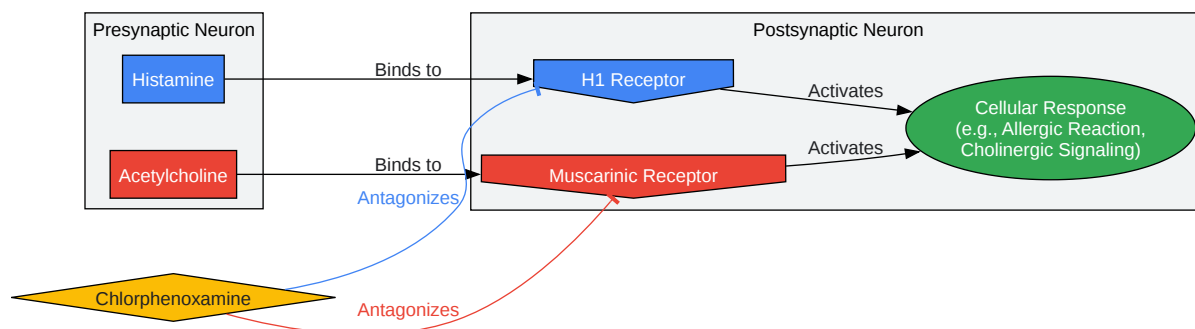 Presynaptic Neuron
Postsynaptic Neuron
Histamine
Binds to
H1 Receptor
Activates
Cellular Response
(e.g., Allergic Reaction,
Cholinergic Signaling)
Acetylcholine
Binds to
Muscarinic Receptor
Activates
Antagonizes
Chlorphenoxamine
Antagonizes